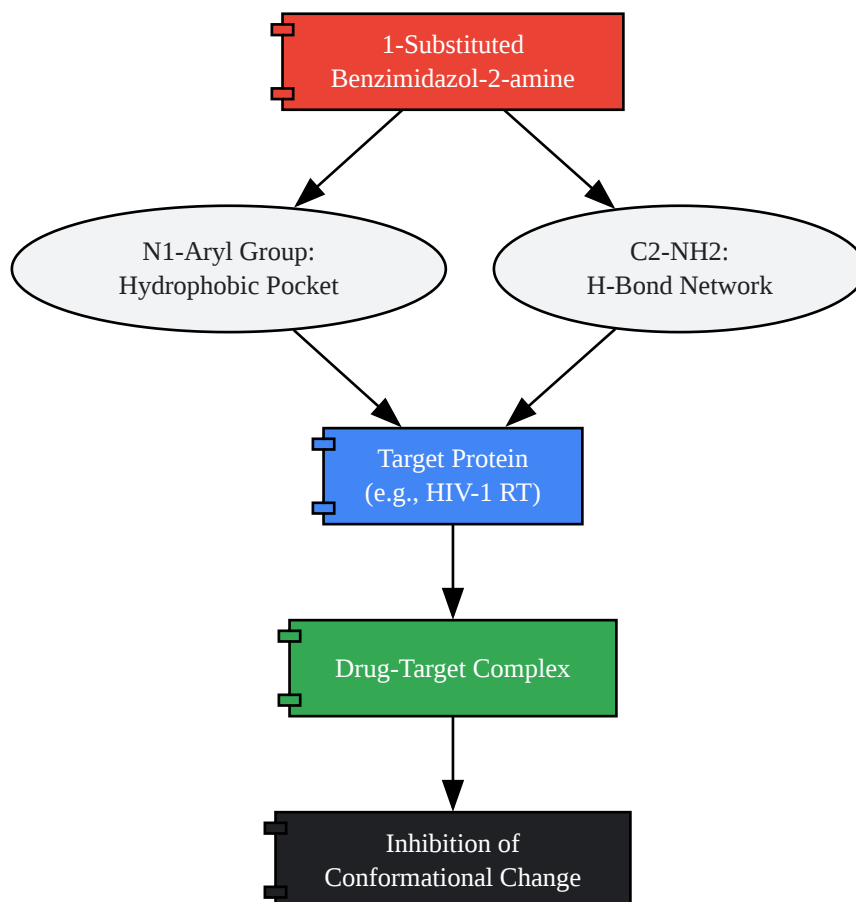 1-Substituted
Benzimidazol-2-amine
N1-Aryl Group:
Hydrophobic Pocket
C2-NH2:
H-Bond Network
Target Protein
(e.g., HIV-1 RT)
Drug-Target Complex
Inhibition of
Conformational Change